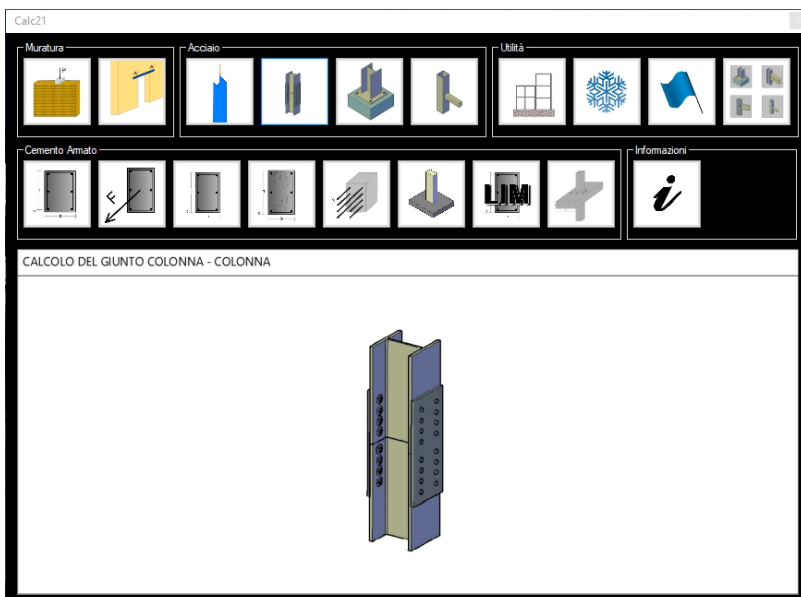 Calc21
Muratura
Acciaio
Utilità
P
A
A
Cemento Armato
Informazioni
F
LIM
i
CALCOLO DEL GIUNTO COLONNA - COLONNA